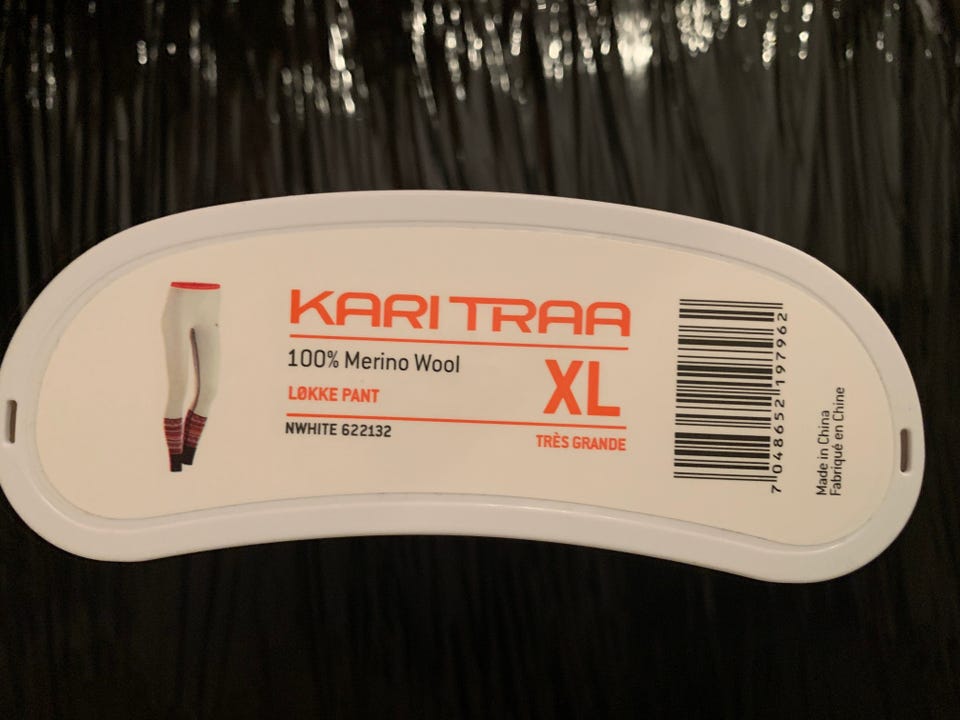 KARI TRAA
100% Merino Wool
LØKKE PANT
XL
NWHITE 622132
TRÈS GRANDE
7 048652 197962
Made in China
Fabriqué en Chine